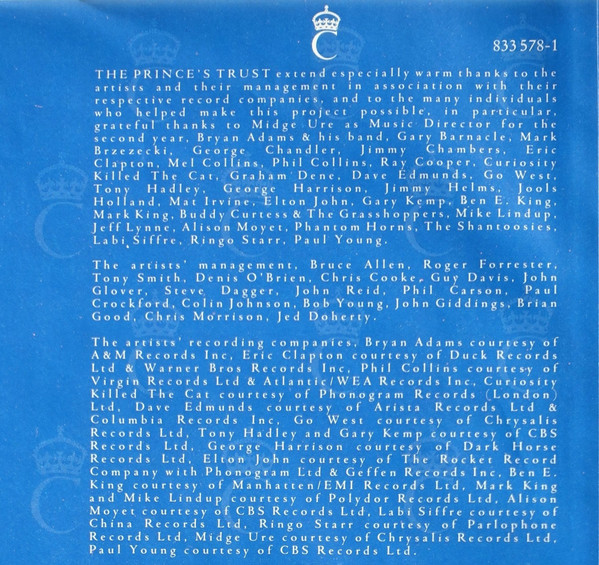 C
833 578-1
THE PRINCE'S TRUST extend especially warm thanks to the
artists and their management in association with their
respective record companies, and to the many individuals
who helped make this project possible, in particular,
grateful thanks to Midge Ure as Music Director for the
second year, Bryan Adams & his band, Gary Barnacle, Mark
Brzezecki, George Chandler, Jimmy Chambers, Eric
Clapton, Mel Collins, Phil Collins, Ray Cooper, Curiosity
Killed The Cat, Graham Dene, Dave Edmunds, Go West,
Tony Hadley, George Harrison, Jimmy Helms, Jools
Holland, Mat Irvine, Elton John, Gary Kemp, Ben E. King,
Mark King, Buddy Curtess & The Grasshoppers, Mike Lindup,
Jeff Lynne, Alison Moyet, Phantom Horns, The Shantoosies,
Labi Siffre, Ringo Starr, Paul Young.
The artists' management, Bruce Allen, Roger Forrester,
Tony Smith, Denis O'Brien, Chris Cooke, Guy Davis, John
Glover, Steve Dagger, John Reid, Phil Carson, Paul
Crockford, Colin Johnson, Bob Young, John Giddings, Brian
Good, Chris Morrison, Jed Doherty.
The artists' recording companies, Bryan Adams courtesy of
A&M Records Inc, Eric Clapton courtesy of Duck Records
Ltd & Warner Bros Records Inc, Phil Collins courtesy of
Virgin Records Ltd & Atlantic/WEA Records Inc, Curiosity
Killed The Cat courtesy of Phonogram Records (London)
Ltd, Dave Edmunds courtesy of Arista Records Ltd &
Columbia Records Inc, Go West courtesy of Chrysalis
Records Ltd, Tony Hadley and Gary Kemp courtesy of CBS
Records Ltd, George Harrison courtesy of Dark Horse
Records Ltd, Elton John courtesy of The Rocket Record
Company with Phonogram Ltd & Geffen Records Inc, Ben E.
King courtesy of Manhatten/EMI Records Ltd, Mark King
and Mike Lindup courtesy of Polydor Records Ltd, Alison
Moyet courtesy of CBS Records Ltd, Labi Siffre courtesy of
China Records Ltd, Ringo Starr courtesy of Parlophone
Records Ltd, Midge Ure courtesy of Chrysalis Records Ltd,
Paul Young courtesy of CBS Records Ltd.